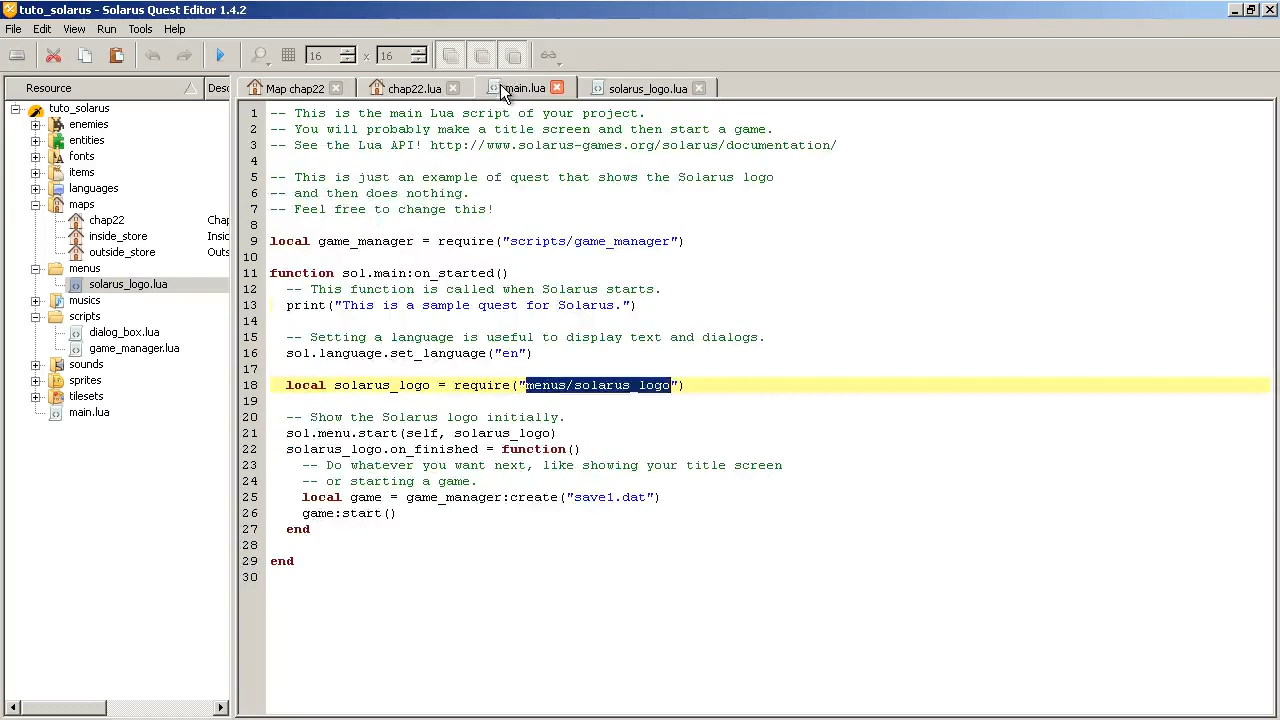 tuto_solarus - Solarus Quest Editor 1.4.2
File Edit View Run Tools Help
16 x 16
Resource Desc
Map chap22 chap22.lua main.lua solarus_logo.lua
tuto_solarus
enemies
entities
fonts
items
languages
maps
chap22 Chap
inside_store Insid
outside_store Outs
menus
solarus_logo.lua
musics
scripts
dialog_box.lua
game_manager.lua
sounds
sprites
tilesets
main.lua
1 -- This is the main Lua script of your project.
2 -- You will probably make a title screen and then start a game.
3 -- See the Lua API! http://www.solarus-games.org/solarus/documentation/
4
5 -- This is just an example of quest that shows the Solarus logo
6 -- and then does nothing.
7 -- Feel free to change this!
8
9 local game_manager = require("scripts/game_manager")
10
11 function sol.main:on_started()
12 -- This function is called when Solarus starts.
13 print("This is a sample quest for Solarus.")
14
15 -- Setting a language is useful to display text and dialogs.
16 sol.language.set_language("en")
17
18 local solarus_logo = require("menus/solarus_logo")
19
20 -- Show the Solarus logo initially.
21 sol.menu.start(self, solarus_logo)
22 solarus_logo.on_finished = function()
23 -- Do whatever you want next, like showing your title screen
24 -- or starting a game.
25 local game = game_manager:create("save1.dat")
26 game:start()
27 end
28
29 end
30